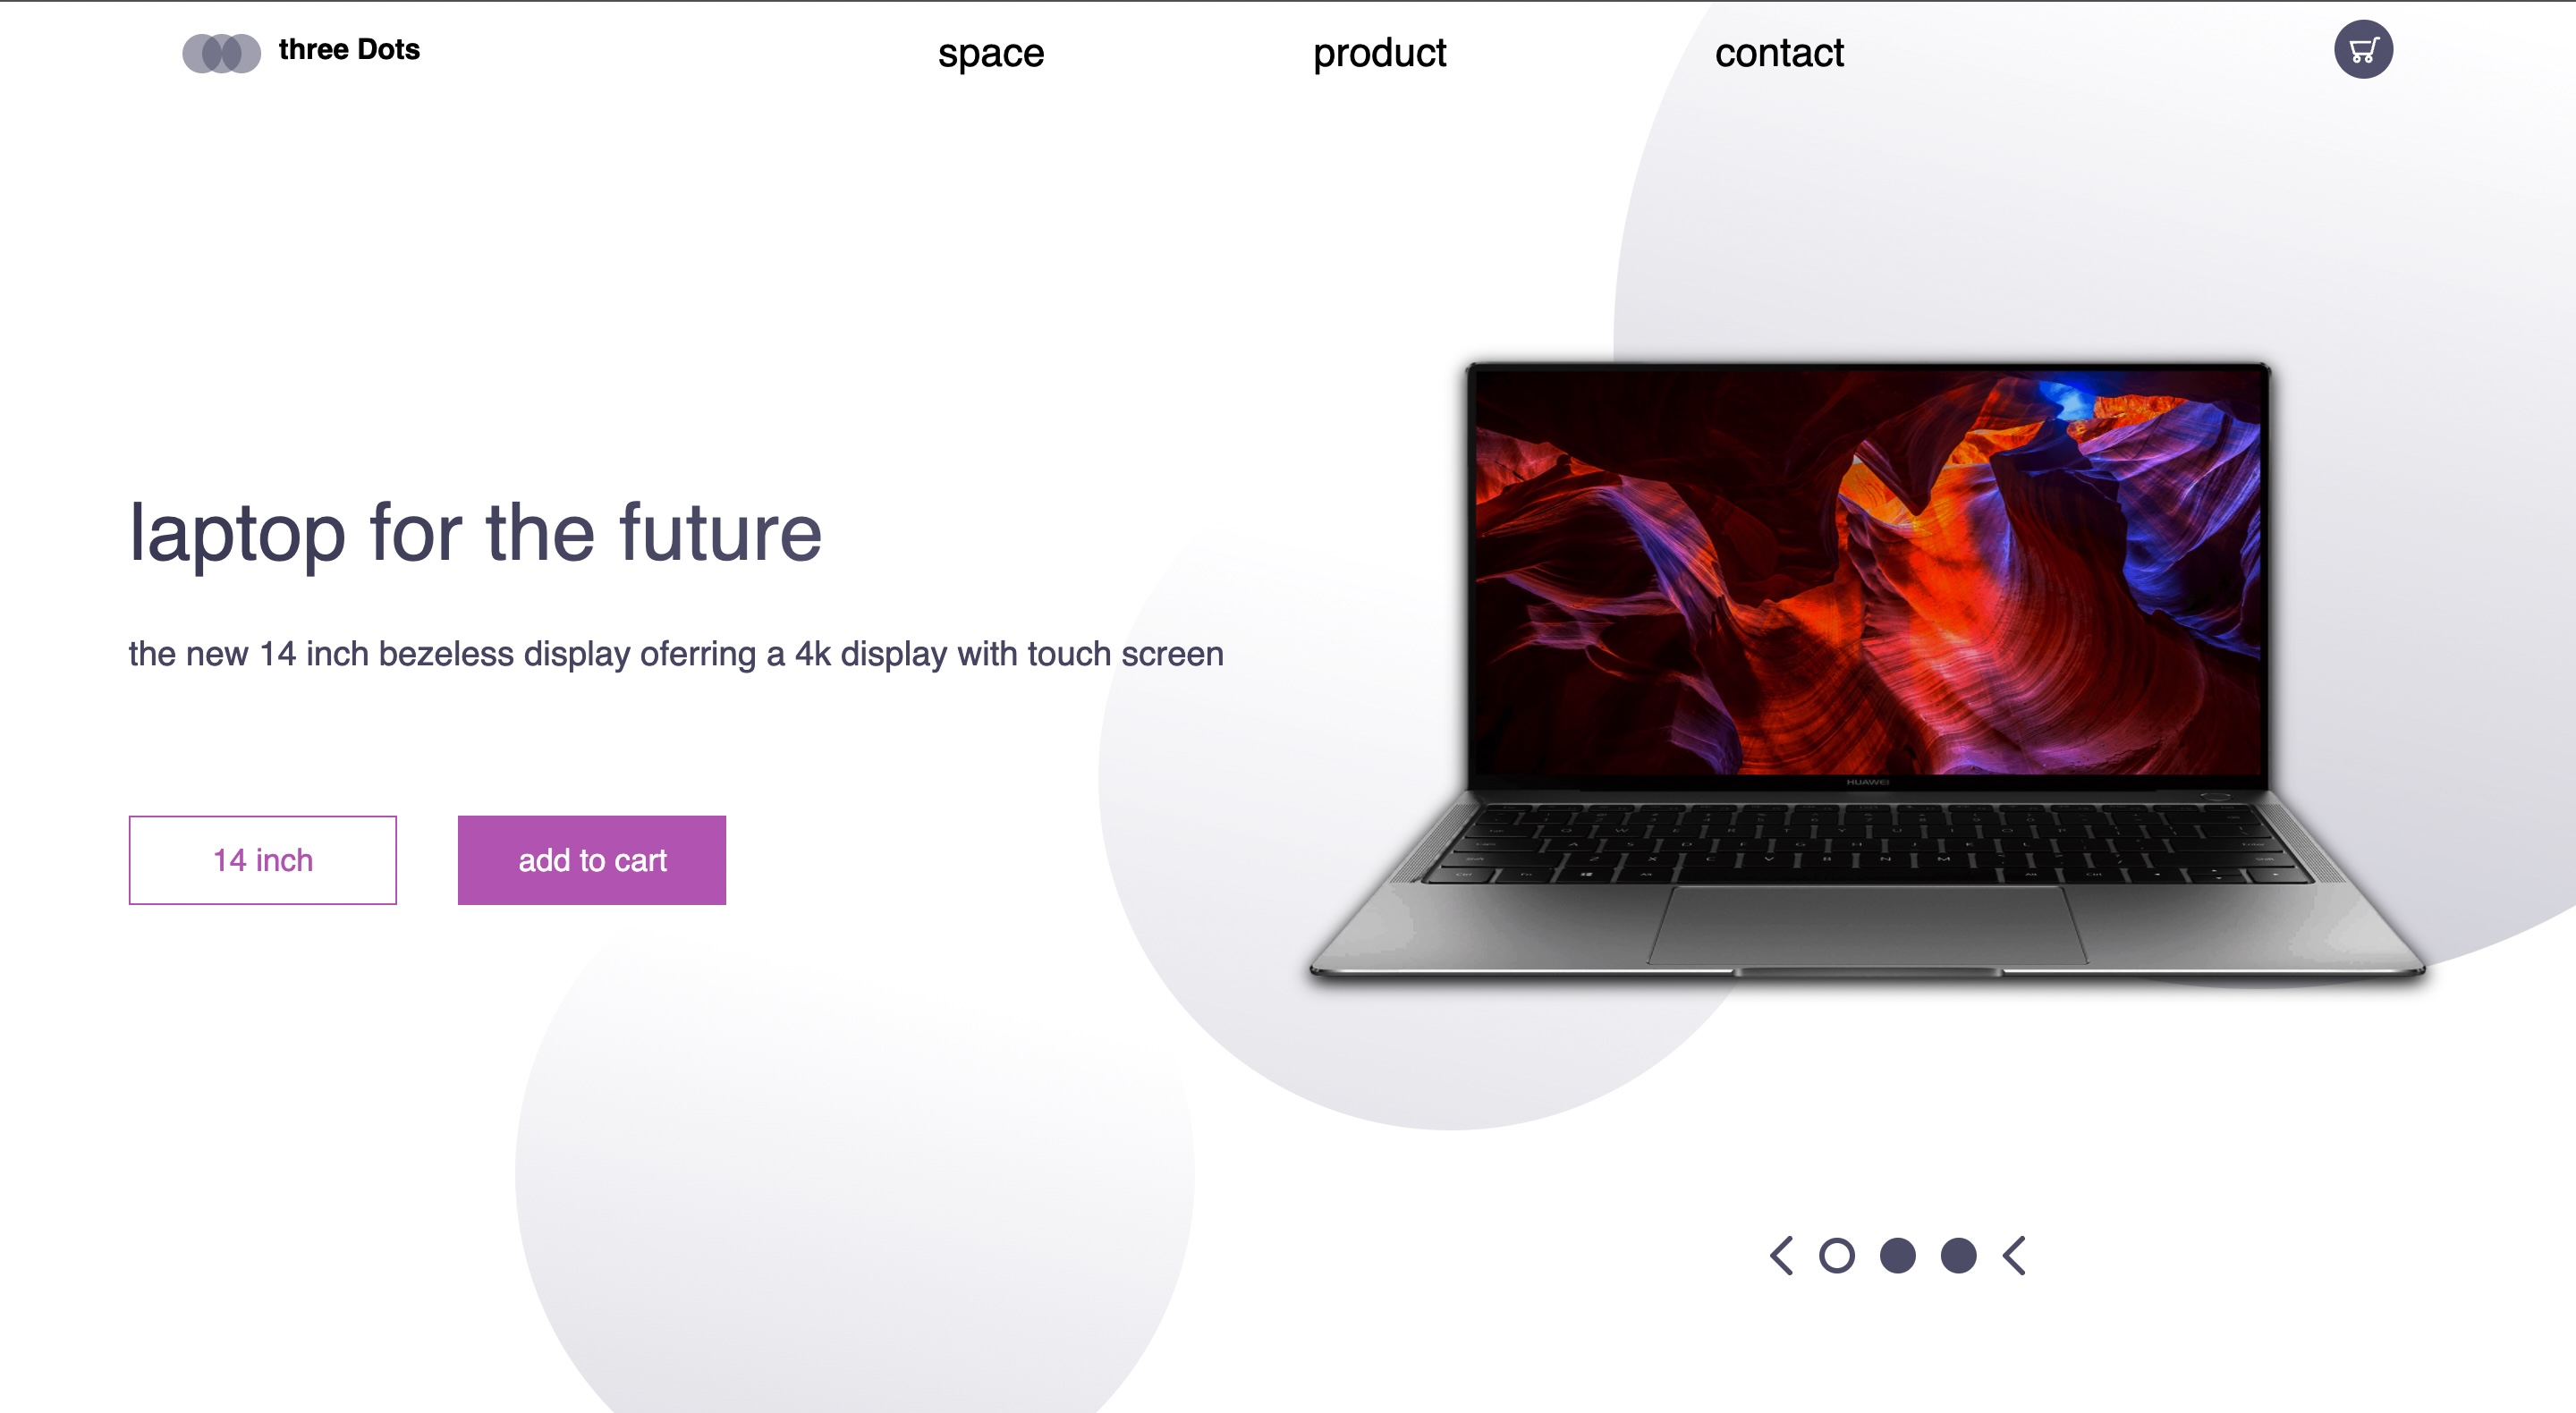 three Dots
space
product
contact
laptop for the future
the new 14 inch bezeless display oferring a 4k display with touch screen
14 inch
add to cart
HUAWEI